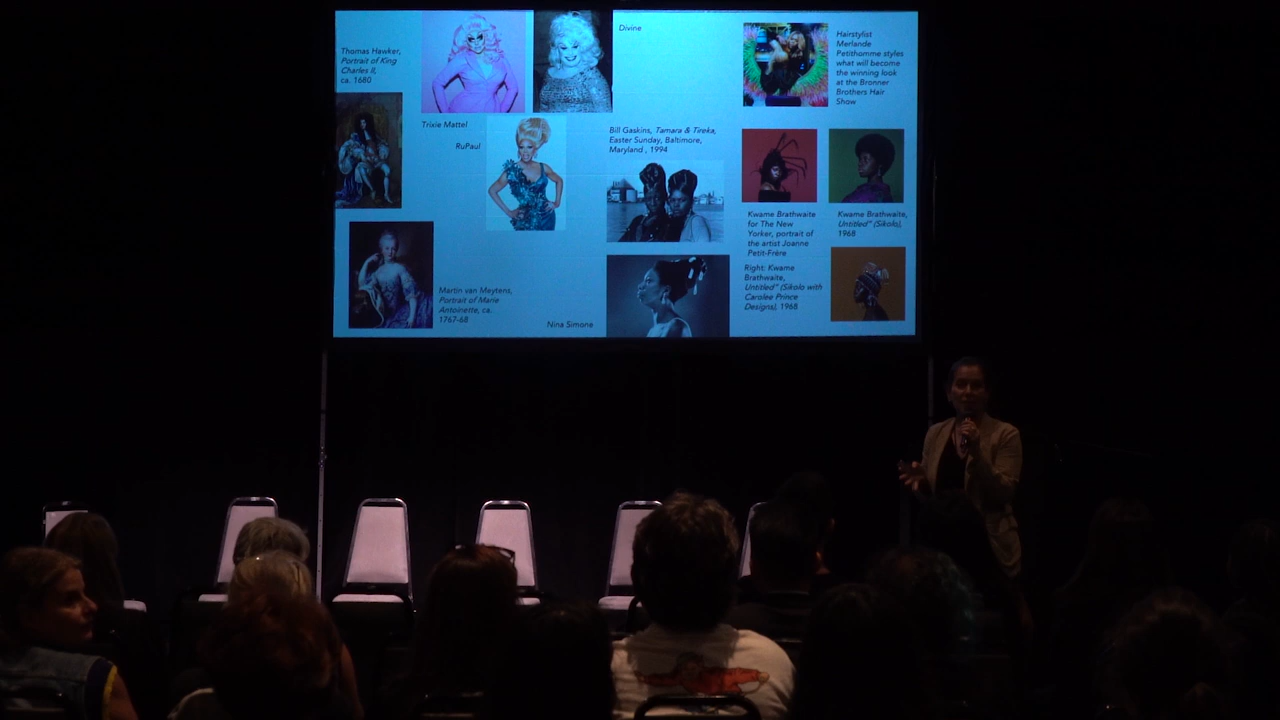 Thomas Hawker,
Portrait of King
Charles II,
ca. 1680
Trixie Mattel
Divine
RuPaul
Martin van Meytens,
Portrait of Marie
Antoinette, ca.
1767-68
Nina Simone
Bill Gaskins, Tamara & Tireka,
Easter Sunday, Baltimore,
Maryland , 1994
Hairstylist
Merlande
Petithomme styles
what will become
the winning look
at the Bronner
Brothers Hair
Show
Kwame Brathwaite
for The New
Yorker, portrait of
the artist Joanne
Petit-Frère
Kwame Brathwaite,
Untitled" (Sikolo),
1968
Right: Kwame
Brathwaite,
Untitled" (Sikolo with
Carolee Prince
Designs), 1968